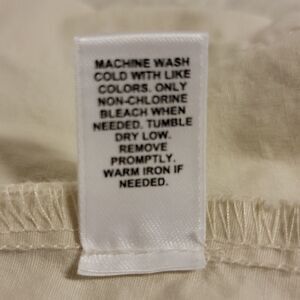 MACHINE WASH
COLD WITH LIKE
COLORS. ONLY
NON-CHLORINE
BLEACH WHEN
NEEDED. TUMBLE
DRY LOW.
REMOVE
PROMPTLY.
WARM IRON IF
NEEDED.